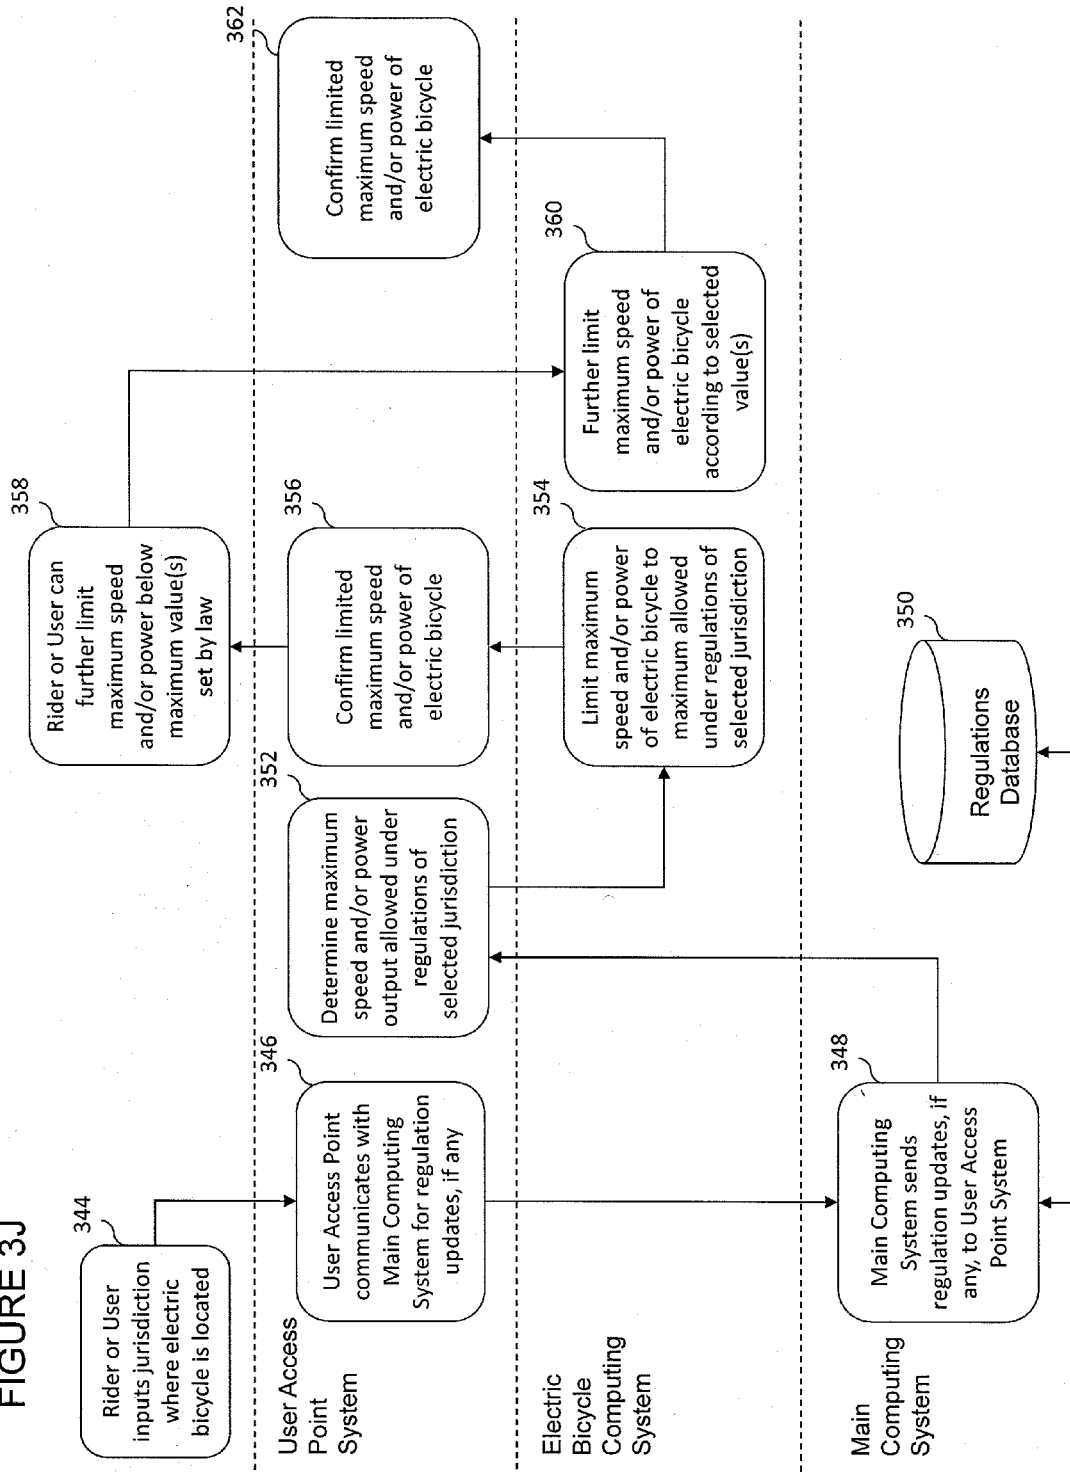 FIGURE 3J
344
Rider or User
inputs jurisdiction
where electric
bicycle is located
358
Rider or User can
further limit
maximum speed
and/or power below
maximum value(s)
set by law
User Access
Point
System
346
User Access Point
communicates with
Main Computing
System for regulation
updates, if any
352
Determine maximum
speed and/or power
output allowed under
regulations of
selected jurisdiction
356
Confirm limited
maximum speed
and/or power of
electric bicycle
362
Confirm limited
maximum speed
and/or power of
electric bicycle
Electric
Bicycle
Computing
System
354
Limit maximum
speed and/or power
of electric bicycle to
maximum allowed
under regulations of
selected jurisdiction
360
Further limit
maximum speed
and/or power of
electric bicycle
according to selected
value(s)
Main
Computing
System
348
Main Computing
System sends
regulation updates, if
any, to User Access
Point System
350
Regulations
Database